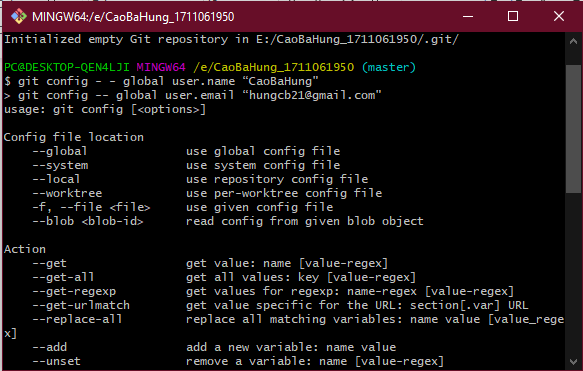 MINGW64:/e/CaoBaHung_1711061950
Initialized empty Git repository in E:/CaoBaHung_1711061950/.git/
PC@DESKTOP-QEN4LJI MINGW64 /e/CaoBaHung_1711061950 (master)
$ git config - - global user.name “CaoBaHung"
> git config -- global user.email “hungcb21@gmail.com”
usage: git config [<options>]
Config file location
--global use global config file
--system use system config file
--local use repository config file
--worktree use per-worktree config file
-f, --file <file> use given config file
--blob <blob-id> read config from given blob object
Action
--get get value: name [value-regex]
--get-all get all values: key [value-regex]
--get-regexp get values for regexp: name-regex [value-regex]
--get-urlmatch get value specific for the URL: section[.var] URL
--replace-all replace all matching variables: name value [value_rege
x]
--add add a new variable: name value
--unset remove a variable: name [value-regex]